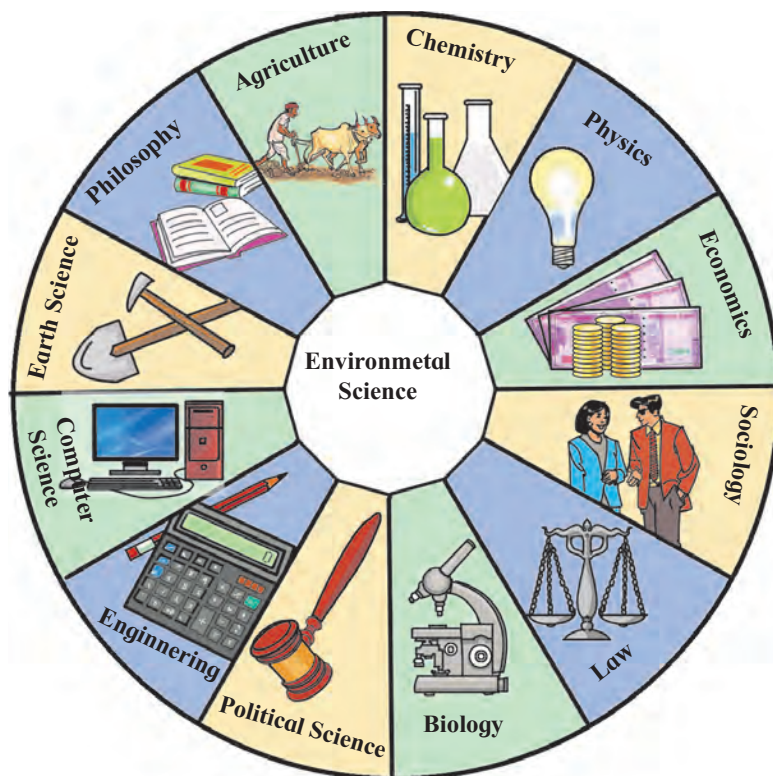 Environmetal
Science
Chemistry
Physics
Economics
Sociology
Law
Biology
Political Science
Enginnering
Computer
Science
Earth Science
Philosophy
Agriculture